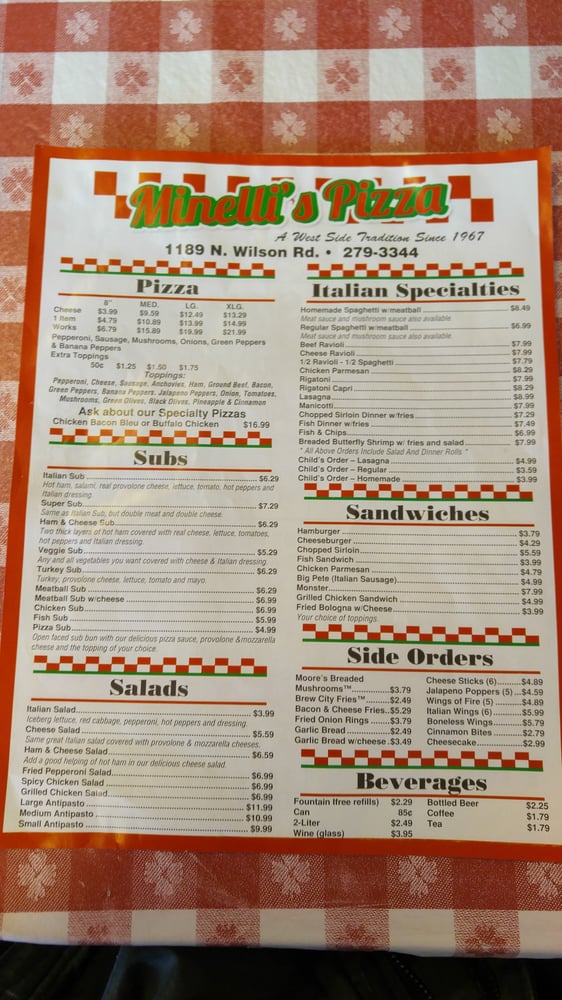 Minelli's Pizza
A West Side Tradition Since 1967
1189 N. Wilson Rd. • 279-3344
Pizza
8" MED. LG. XLG.
Cheese $3.99 $9.59 $12.49 $13.29
1 Item $4.79 $10.89 $13.99 $14.99
Works $6.79 $15.89 $19.99 $21.99
Pepperoni, Sausage, Mushrooms, Onions, Green Peppers
& Banana Peppers
Extra Toppings
50¢ $1.25 $1.50 $1.75
Toppings:
Pepperoni, Cheese, Sausage, Anchovies, Ham, Ground Beef, Bacon,
Green Peppers, Banana Peppers, Jalapeno Peppers, Onion, Tomatoes,
Mushrooms, Green Olives, Black Olives, Pineapple & Cinnamon
Ask about our Specialty Pizzas
Chicken Bacon Bleu or Buffalo Chicken $16.99
Subs
Italian Sub $6.29
Hot ham, salami, real provolone cheese, lettuce, tomato, hot peppers and
Italian dressing.
Super Sub $7.29
Same as Italian Sub, but double meat and double cheese.
Ham & Cheese Sub $6.29
Two thick layers of hot ham covered with real cheese, lettuce, tomatoes,
hot peppers and Italian dressing.
Veggie Sub $5.29
Any and all vegetables you want covered with cheese & Italian dressing.
Turkey Sub $6.29
Turkey, provolone cheese, lettuce, tomato and mayo.
Meatball Sub $6.29
Meatball Sub w/cheese $6.99
Chicken Sub $6.99
Fish Sub $5.99
Pizza Sub $4.99
Open faced sub bun with our delicious pizza sauce, provolone & mozzarella
cheese and the topping of your choice.
Salads
Italian Salad $3.99
Iceberg lettuce, red cabbage, pepperoni, hot peppers and dressing.
Cheese Salad $5.59
Same great Italian salad covered with provolone & mozzarella cheeses.
Ham & Cheese Salad $6.59
Add a good helping of hot ham in our delicious cheese salad.
Fried Pepperoni Salad $6.99
Spicy Chicken Salad $6.99
Grilled Chicken Salad $6.99
Large Antipasto $11.99
Medium Antipasto $10.99
Small Antipasto $9.99
Italian Specialties
Homemade Spaghetti w/meatball $8.49
Meat sauce and mushroom sauce also available.
Regular Spaghetti w/meatball $6.99
Meat sauce and mushroom sauce also available.
Beef Ravioli $7.99
Cheese Ravioli $7.99
1/2 Ravioli - 1/2 Spaghetti $7.79
Chicken Parmesan $8.29
Rigatoni $7.99
Rigatoni Capri $8.29
Lasagna $8.99
Manicotti $7.99
Chopped Sirloin Dinner w/fries $7.29
Fish Dinner w/fries $7.49
Fish & Chips $6.99
Breaded Butterfly Shrimp w/ fries and salad $7.99
" All Above Orders Include Salad And Dinner Rolls "
Child's Order – Lasagna $4.99
Child's Order – Regular $3.59
Child's Order – Homemade $3.99
Sandwiches
Hamburger $3.79
Cheeseburger $4.29
Chopped Sirloin $5.59
Fish Sandwich $3.99
Chicken Parmesan $4.79
Big Pete (Italian Sausage) $4.99
Monster $7.99
Grilled Chicken Sandwich $4.99
Fried Bologna w/Cheese $3.99
Your choice of toppings.
Side Orders
Moore's Breaded
Mushrooms™ $3.79
Brew City Fries™ $2.49
Bacon & Cheese Fries $5.29
Fried Onion Rings $3.79
Garlic Bread $2.49
Garlic Bread w/cheese $3.49
Cheese Sticks (6) $4.89
Jalapeno Poppers (5) $4.59
Wings of Fire (5) $4.89
Italian Wings (6) $5.99
Boneless Wings $5.79
Cinnamon Bites $2.79
Cheesecake $2.99
Beverages
Fountain (free refills) $2.29
Can 85¢
2-Liter $2.49
Wine (glass) $3.95
Bottled Beer $2.25
Coffee $1.79
Tea $1.79